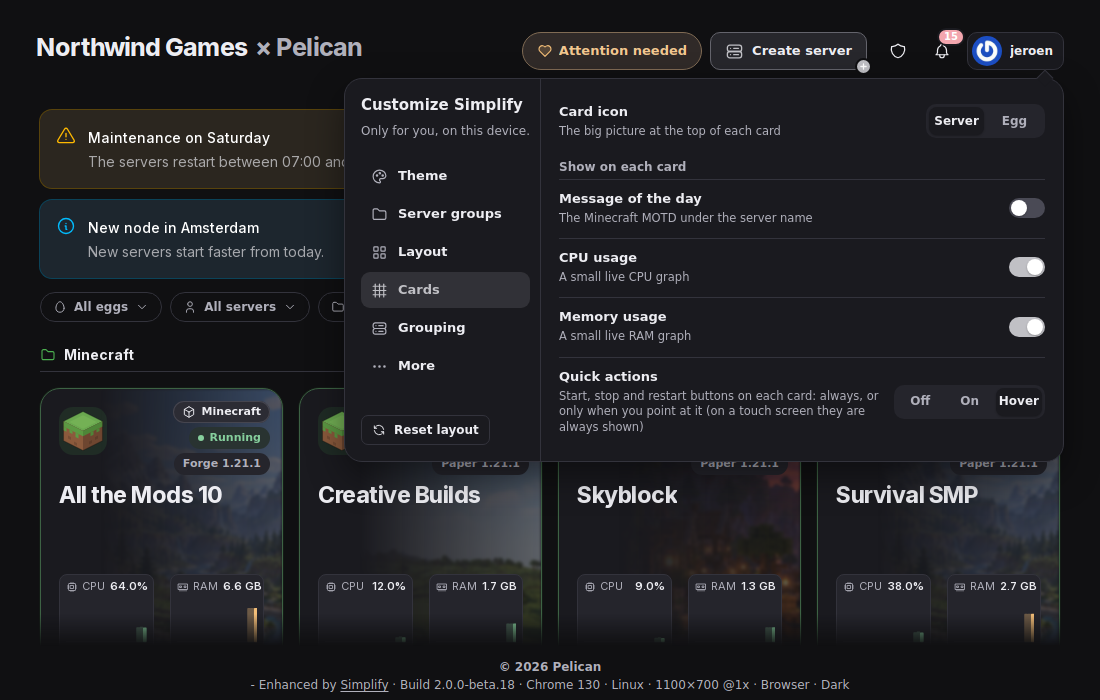 Northwind Games × Pelican
Attention needed
Create server
15
jeroen
Maintenance on Saturday
The servers restart between 07:00 and
New node in Amsterdam
New servers start faster from today.
All eggs
All servers
Minecraft
Customize Simplify
Only for you, on this device.
Theme
Server groups
Layout
Cards
Grouping
More
Reset layout
Card icon
The big picture at the top of each card
Server
Egg
Show on each card
Message of the day
The Minecraft MOTD under the server name
CPU usage
A small live CPU graph
Memory usage
A small live RAM graph
Quick actions
Start, stop and restart buttons on each card: always, or
only when you point at it (on a touch screen they are
always shown)
Off
On
Hover
Minecraft
Running
Forge 1.21.1
All the Mods 10
CPU 64.0%
RAM 6.6 GB
Paper 1.21.1
Creative Builds
CPU 12.0%
RAM 1.7 GB
Paper 1.21.1
Skyblock
CPU 9.0%
RAM 1.3 GB
Paper 1.21.1
Survival SMP
CPU 38.0%
RAM 2.7 GB
© 2026 Pelican
- Enhanced by Simplify · Build 2.0.0-beta.18 · Chrome 130 · Linux · 1100×700 @1x · Browser · Dark